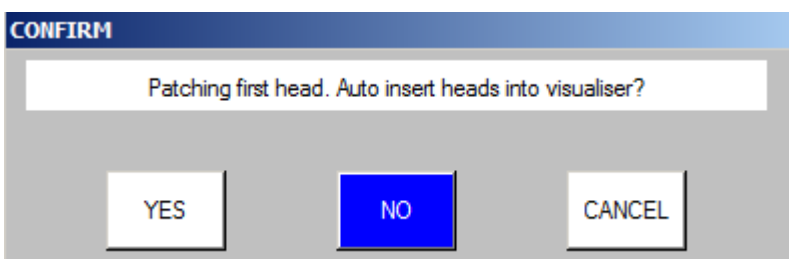 CONFIRM
Patching first head. Auto insert heads into visualiser?
YES NO CANCEL